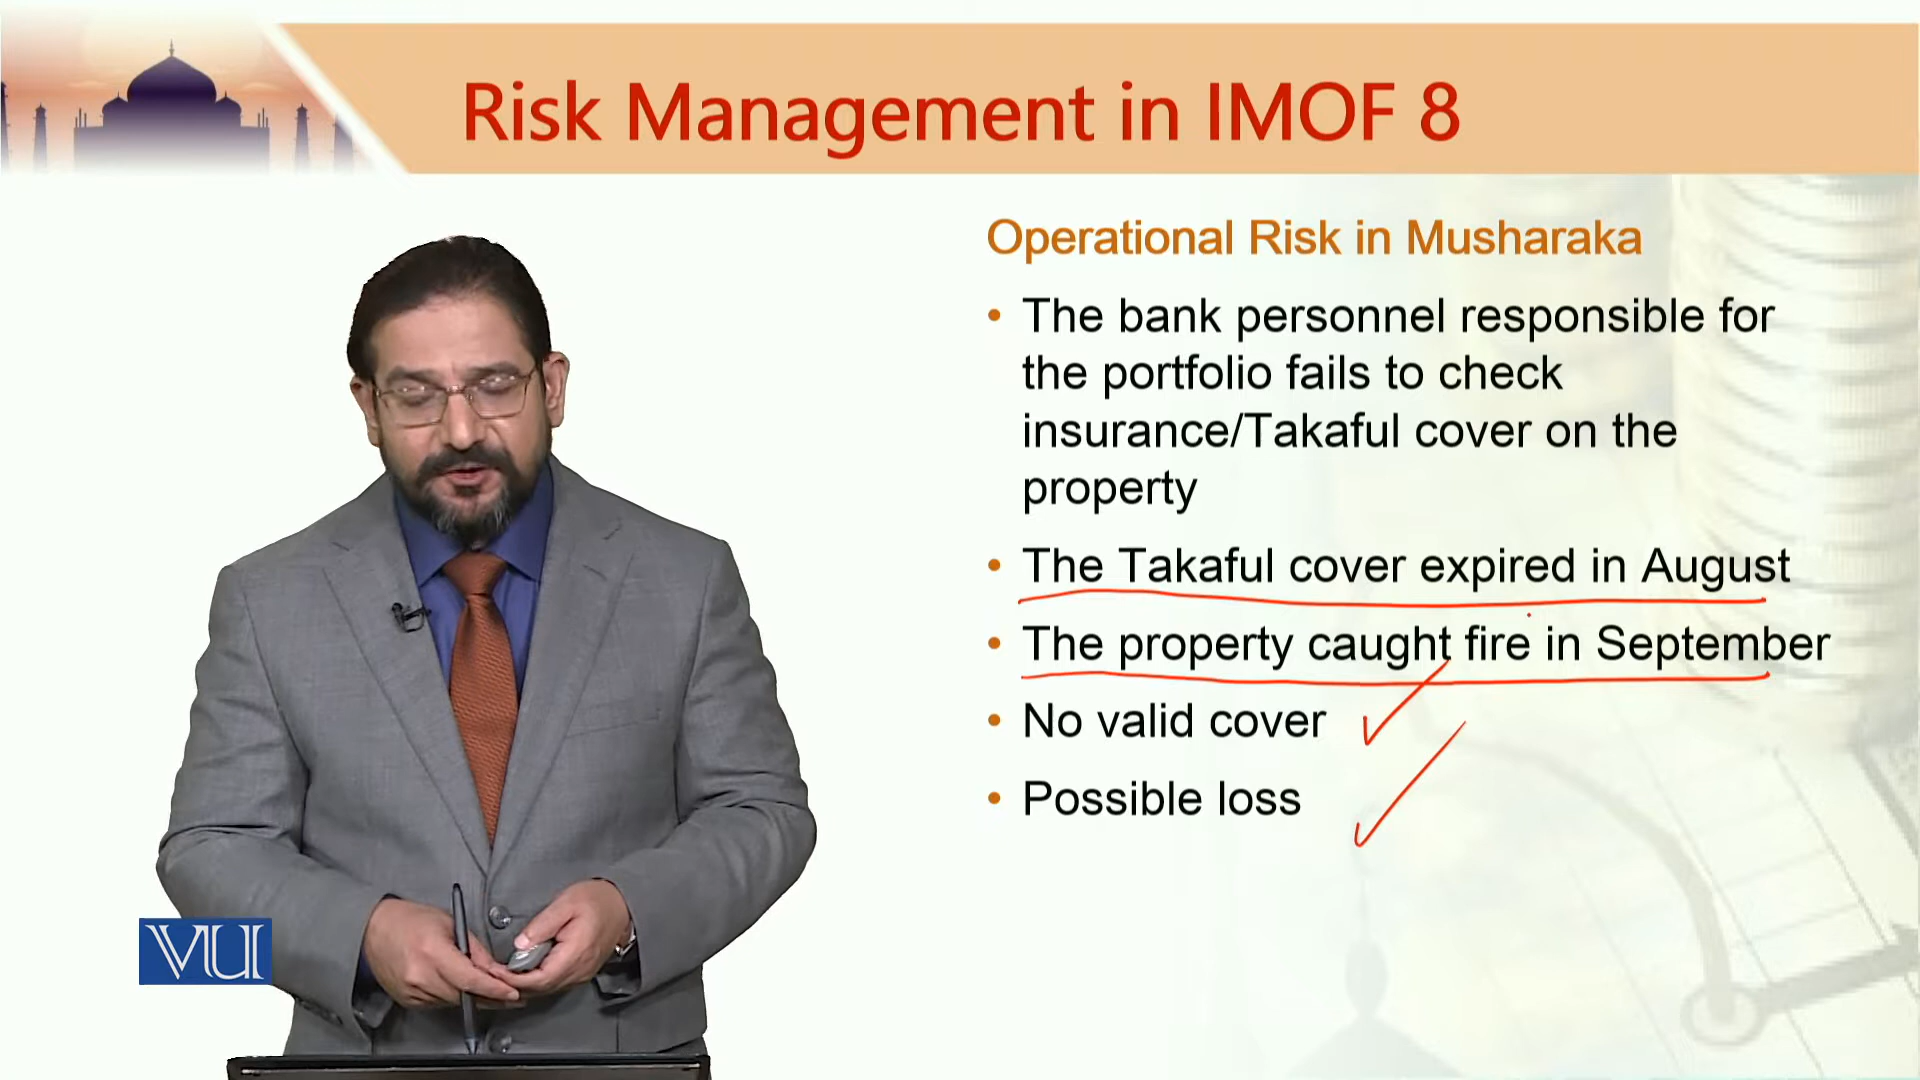 Risk Management in IMOF 8
Operational Risk in Musharaka
• The bank personnel responsible for
the portfolio fails to check
insurance/Takaful cover on the
property
• The Takaful cover expired in August
• The property caught fire in September
• No valid cover
• Possible loss
VU